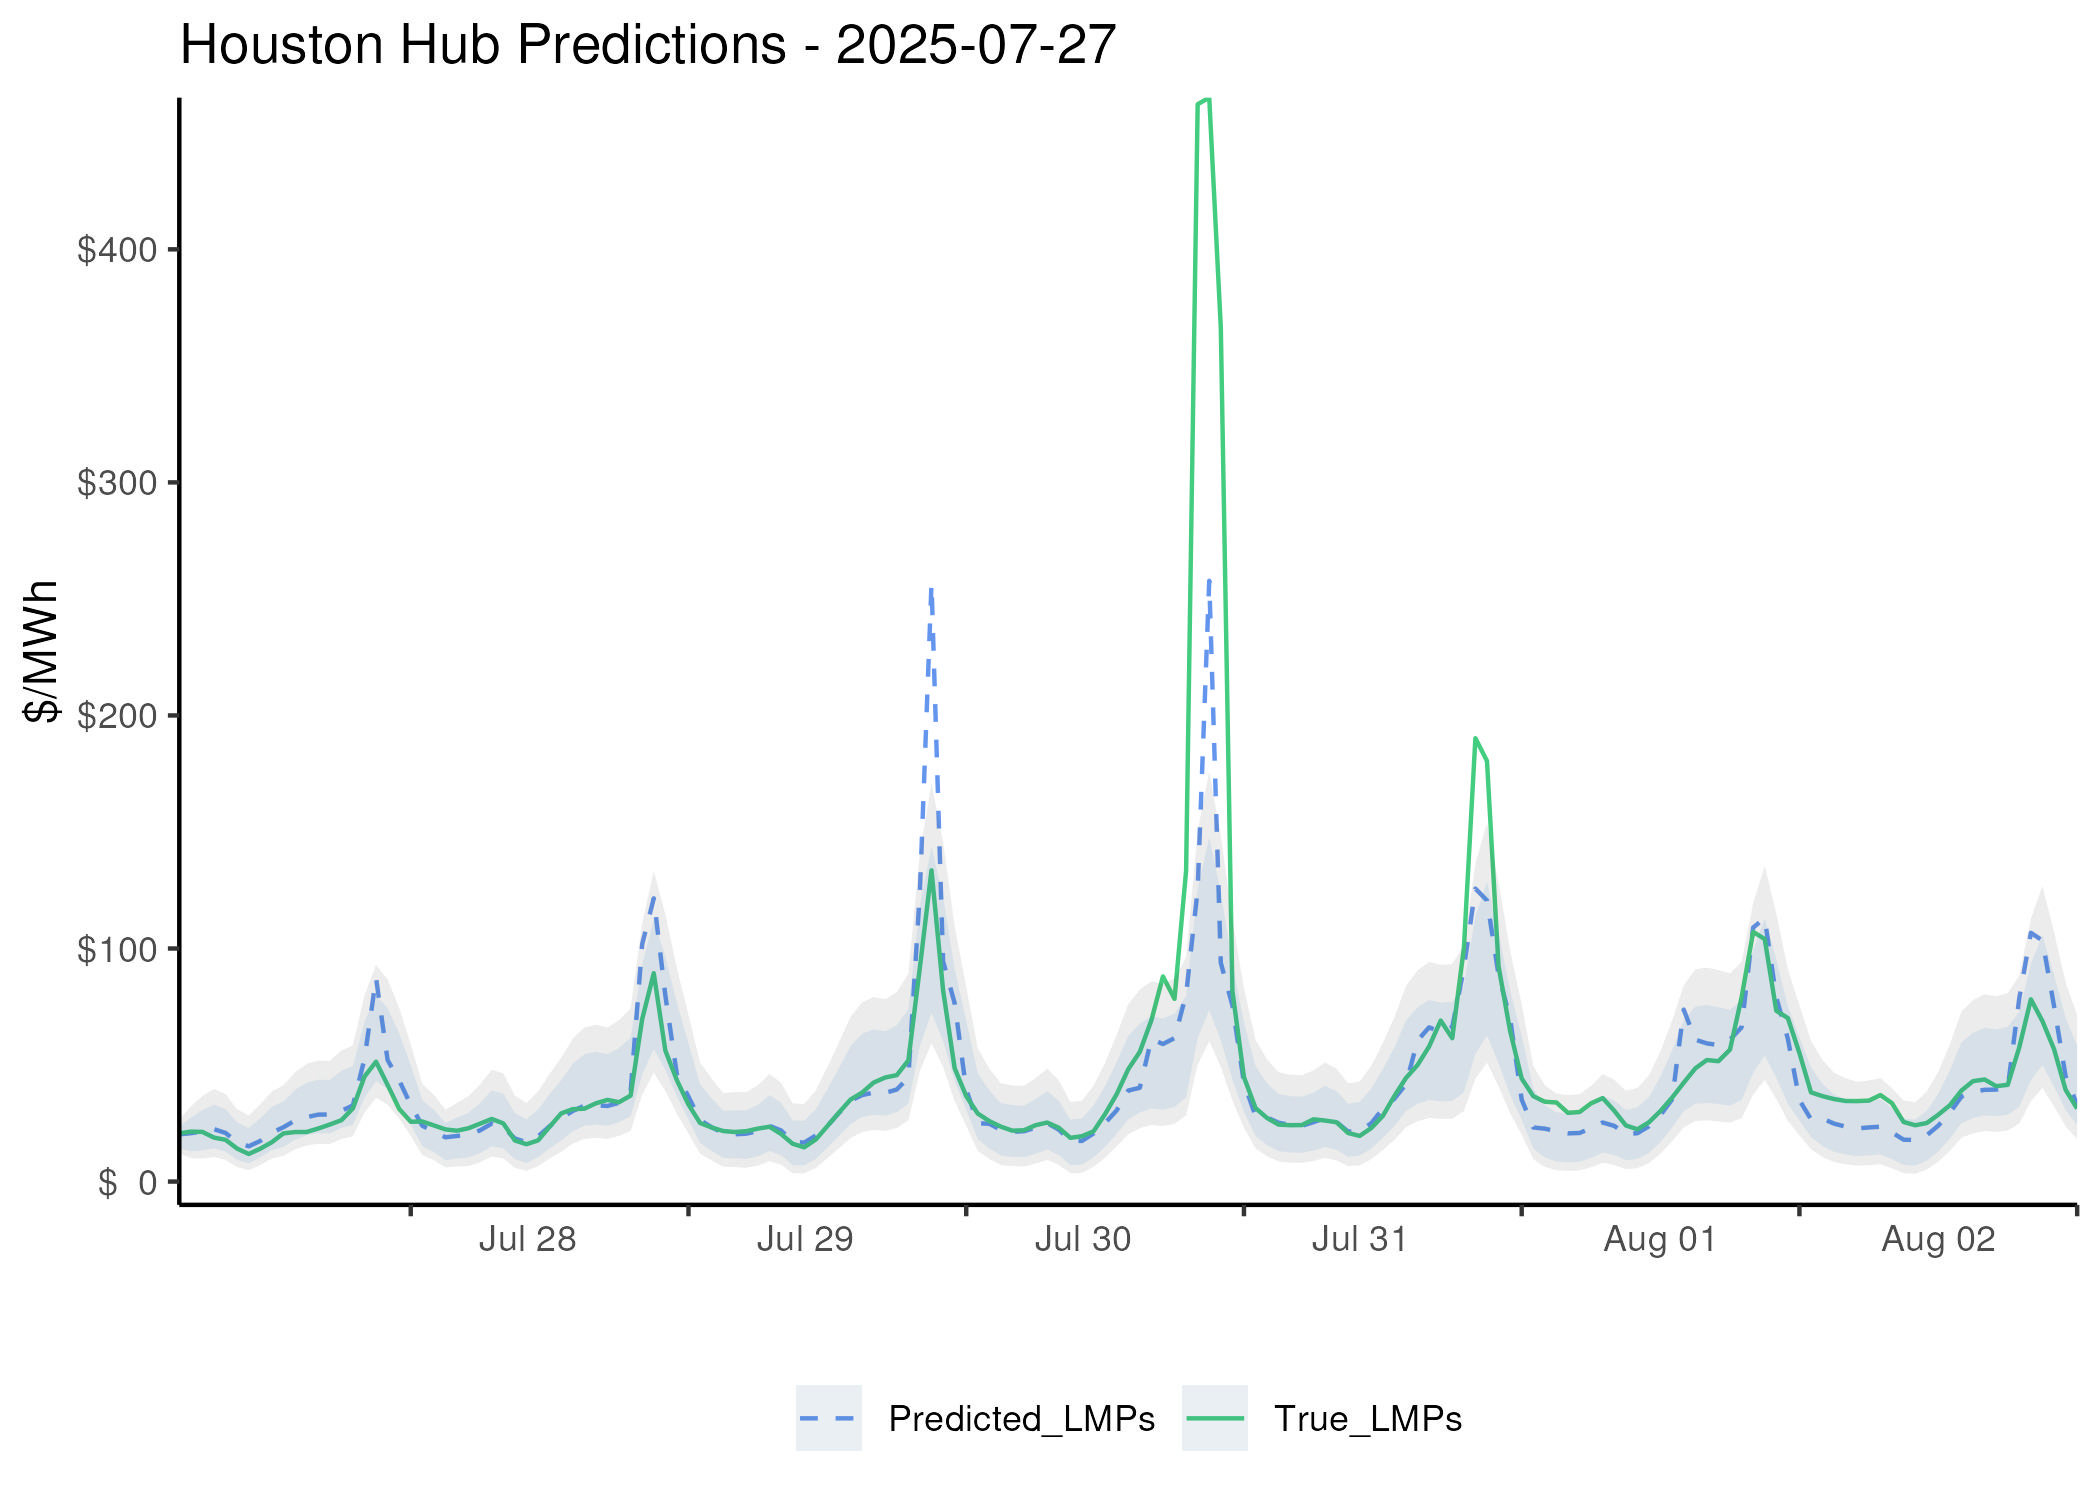 Houston Hub Predictions - 2025-07-27
$/MWh
$400
$300
$200
$100
$ 0
Jul 28 Jul 29 Jul 30 Jul 31 Aug 01 Aug 02
Predicted_LMPs True_LMPs